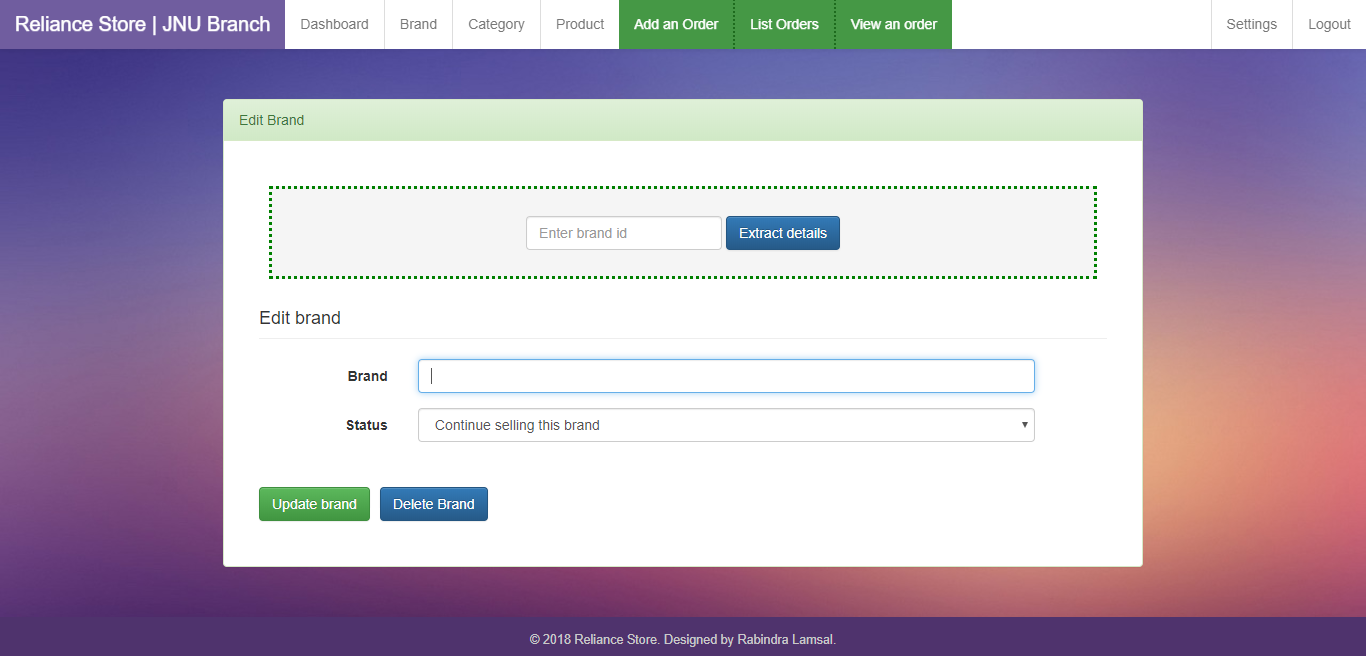 Reliance Store | JNU Branch Dashboard Brand Category Product Add an Order List Orders View an order Settings Logout
Edit Brand
Enter brand id Extract details
Edit brand
Brand
Status Continue selling this brand
Update brand Delete Brand
© 2018 Reliance Store. Designed by Rabindra Lamsal.